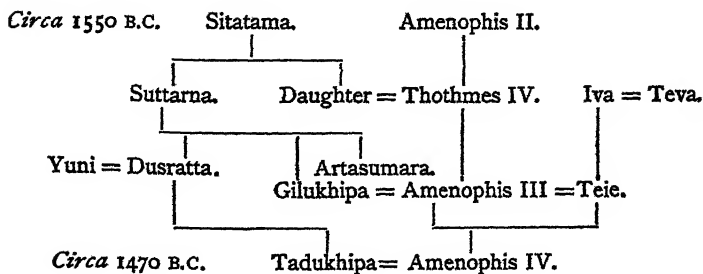 Circa 1550 B.C. Sitatama. Amenophis II.
Suttarna. Daughter = Thothmes IV. Iva = Teva.
Yuni = Dusratta. Artasumara.
Gilukhipa = Amenophis III = Teie.
Circa 1470 B.C. Tadukhipa = Amenophis IV.